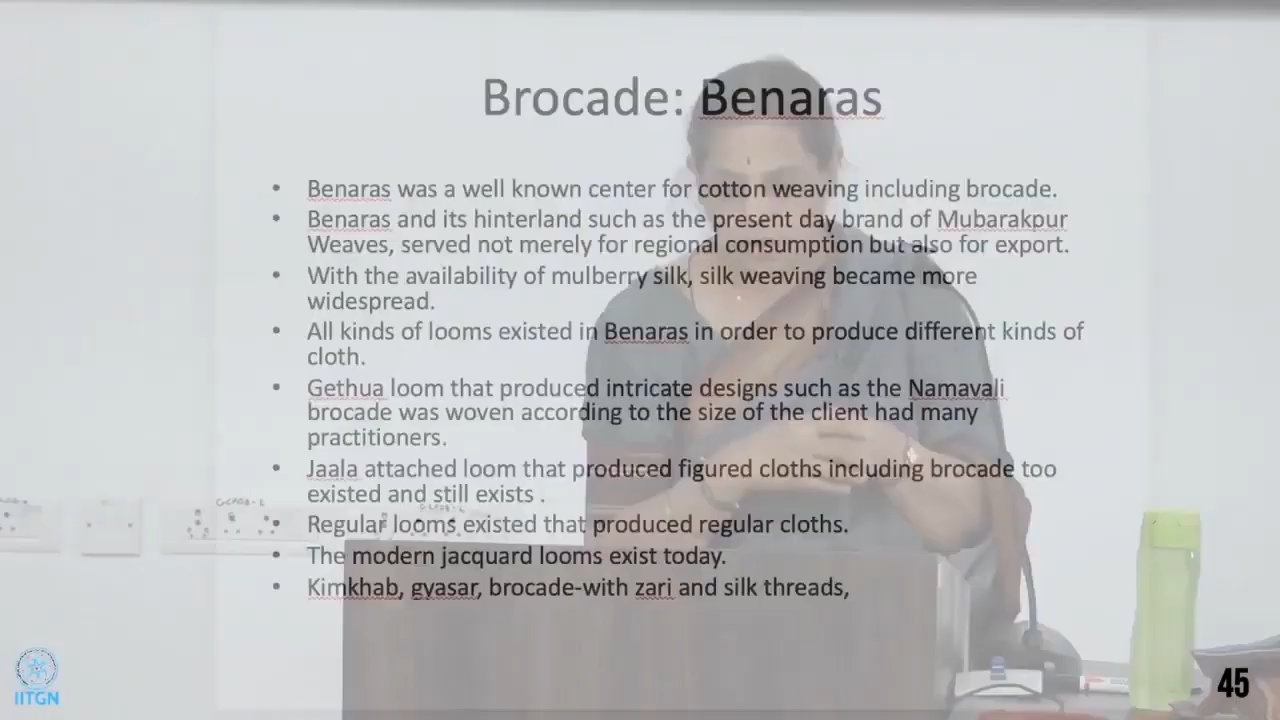 Brocade: Benaras
• Benaras was a well known center for cotton weaving including brocade.
• Benaras and its hinterland such as the present day brand of Mubarakpur
Weaves, served not merely for regional consumption but also for export.
• With the availability of mulberry silk, silk weaving became more
widespread.
• All kinds of looms existed in Benaras in order to produce different kinds of
cloth.
• Gethua loom that produced intricate designs such as the Namavali
brocade was woven according to the size of the client had many
practitioners.
• Jaala attached loom that produced figured cloths including brocade too
existed and still exists .
• Regular looms existed that produced regular cloths.
• The modern jacquard looms exist today.
• Kimkhab, gyasar, brocade-with zari and silk threads,
IITGN
45